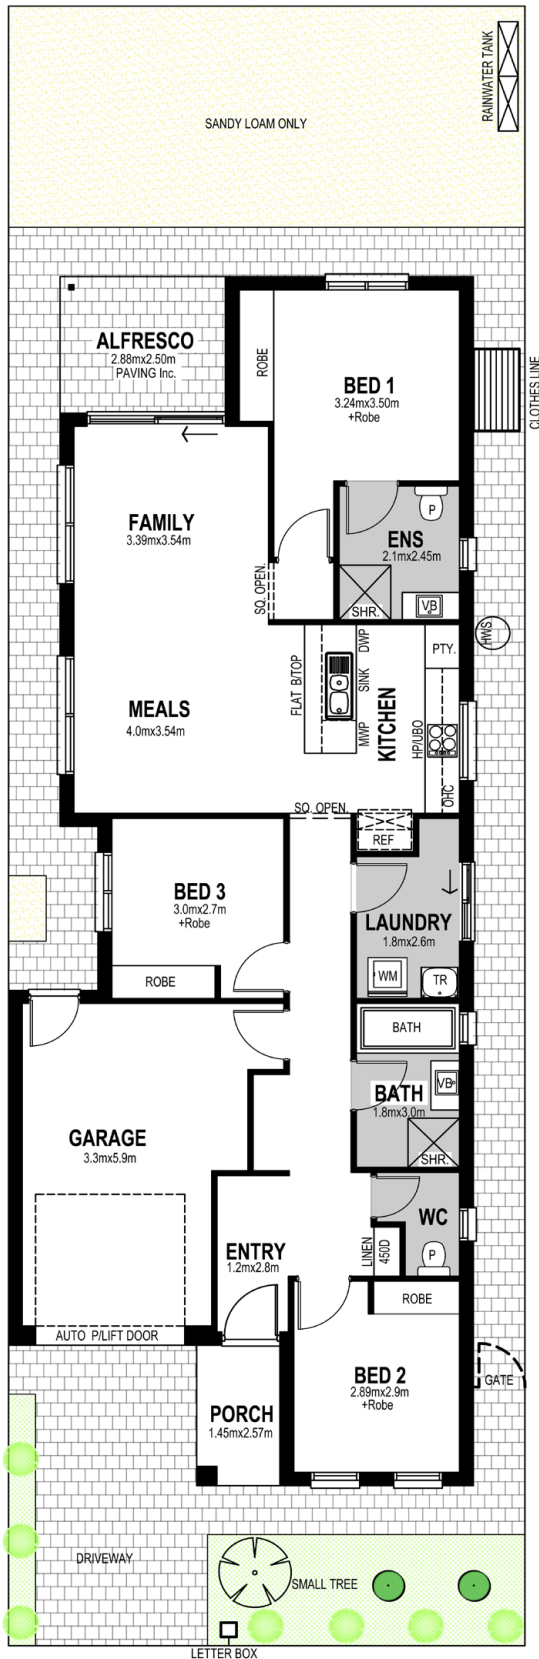 RAINWATER TANK
SANDY LOAM ONLY
ALFRESCO
2.88mx2.50m
PAVING Inc.
ROBE
BED 1
3.24mx3.50m
+Robe
CLOTHES LINE
FAMILY
3.39mx3.54m
P
ENS
2.1mx2.45m
SQ. OPEN.
SHR.
VB
HWS
MEALS
4.0mx3.54m
FLAT B/TOP
DWP
SINK
MWP
KITCHEN
PTY.
HP/UBO
OHC
SQ. OPEN.
REF
BED 3
3.0mx2.7m
+Robe
ROBE
LAUNDRY
1.8mx2.6m
WM
TR
BATH
BATH
1.8mx3.0m
VB
SHR.
GARAGE
3.3mx5.9m
WC
P
LINEN
450D
ENTRY
1.2mx2.8m
ROBE
AUTO P/LIFT DOOR
BED 2
2.89mx2.9m
+Robe
GATE
PORCH
1.45mx2.57m
DRIVEWAY
SMALL TREE
LETTER BOX